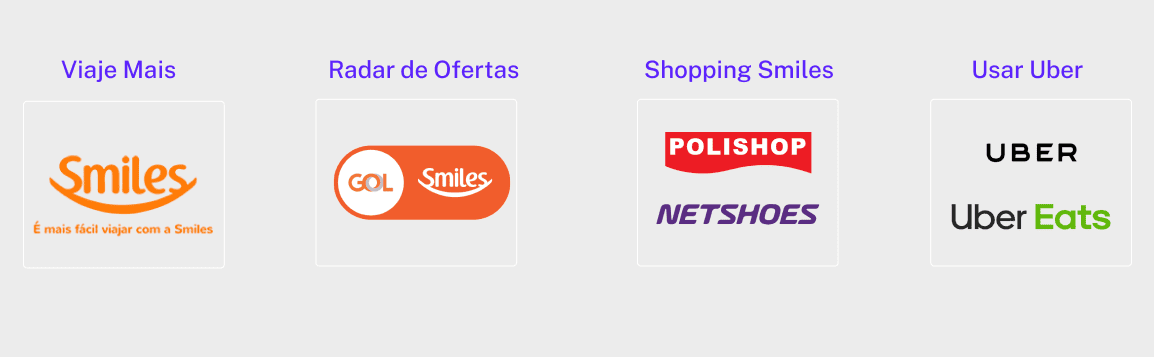 Viaje Mais
Smiles
É mais fácil viajar com a Smiles
Radar de Ofertas
GOL Smiles
Shopping Smiles
POLISHOP
NETSHOES
Usar Uber
UBER
Uber Eats